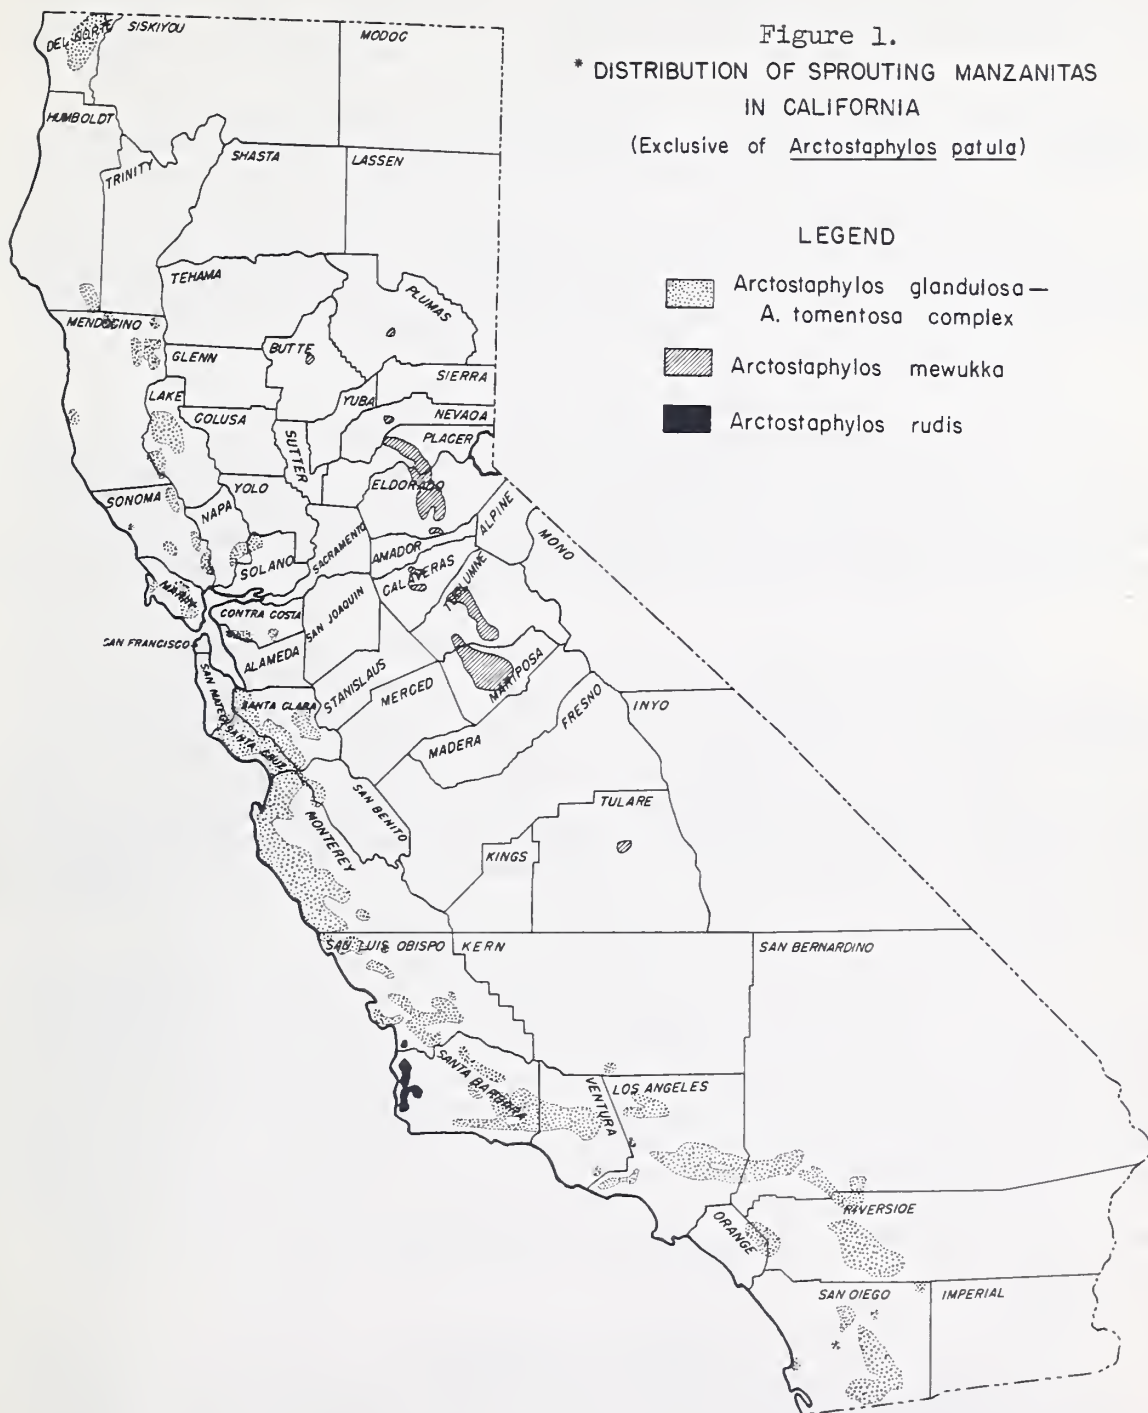 Figure 1.
* DISTRIBUTION OF SPROUTING MANZANITAS
IN CALIFORNIA
(Exclusive of Arctostaphylos patula)
LEGEND
Arctostaphylos glandulosa—
A. tomentosa complex
Arctostaphylos mewukka
Arctostaphylos rudis
DEL NORTE
SISKIYOU
MODOC
HUMBOLDT
TRINITY
SHASTA
LASSEN
TEHAMA
PLUMAS
MENDOCINO
GLENN
BUTTE
SIERRA
LAKE
COLUSA
YUBA
NEVADA
SUTTER
PLACER
SONOMA
NAPA
YOLO
ELDORADO
ALPINE
SACRAMENTO
AMADOR
MONO
SOLANO
CALAVERAS
TUOLUMNE
MARIN
CONTRA COSTA
SAN JOAQUIN
SAN FRANCISCO
ALAMEDA
STANISLAUS
MARIPOSA
SAN MATEO
SANTA CLARA
MERCED
FRESNO
INYO
SANTA CRUZ
MADERA
SAN BENITO
MONTEREY
TULARE
KINGS
SAN LUIS OBISPO
KERN
SAN BERNARDINO
SANTA BARBARA
VENTURA
LOS ANGELES
ORANGE
RIVERSIDE
SAN DIEGO
IMPERIAL